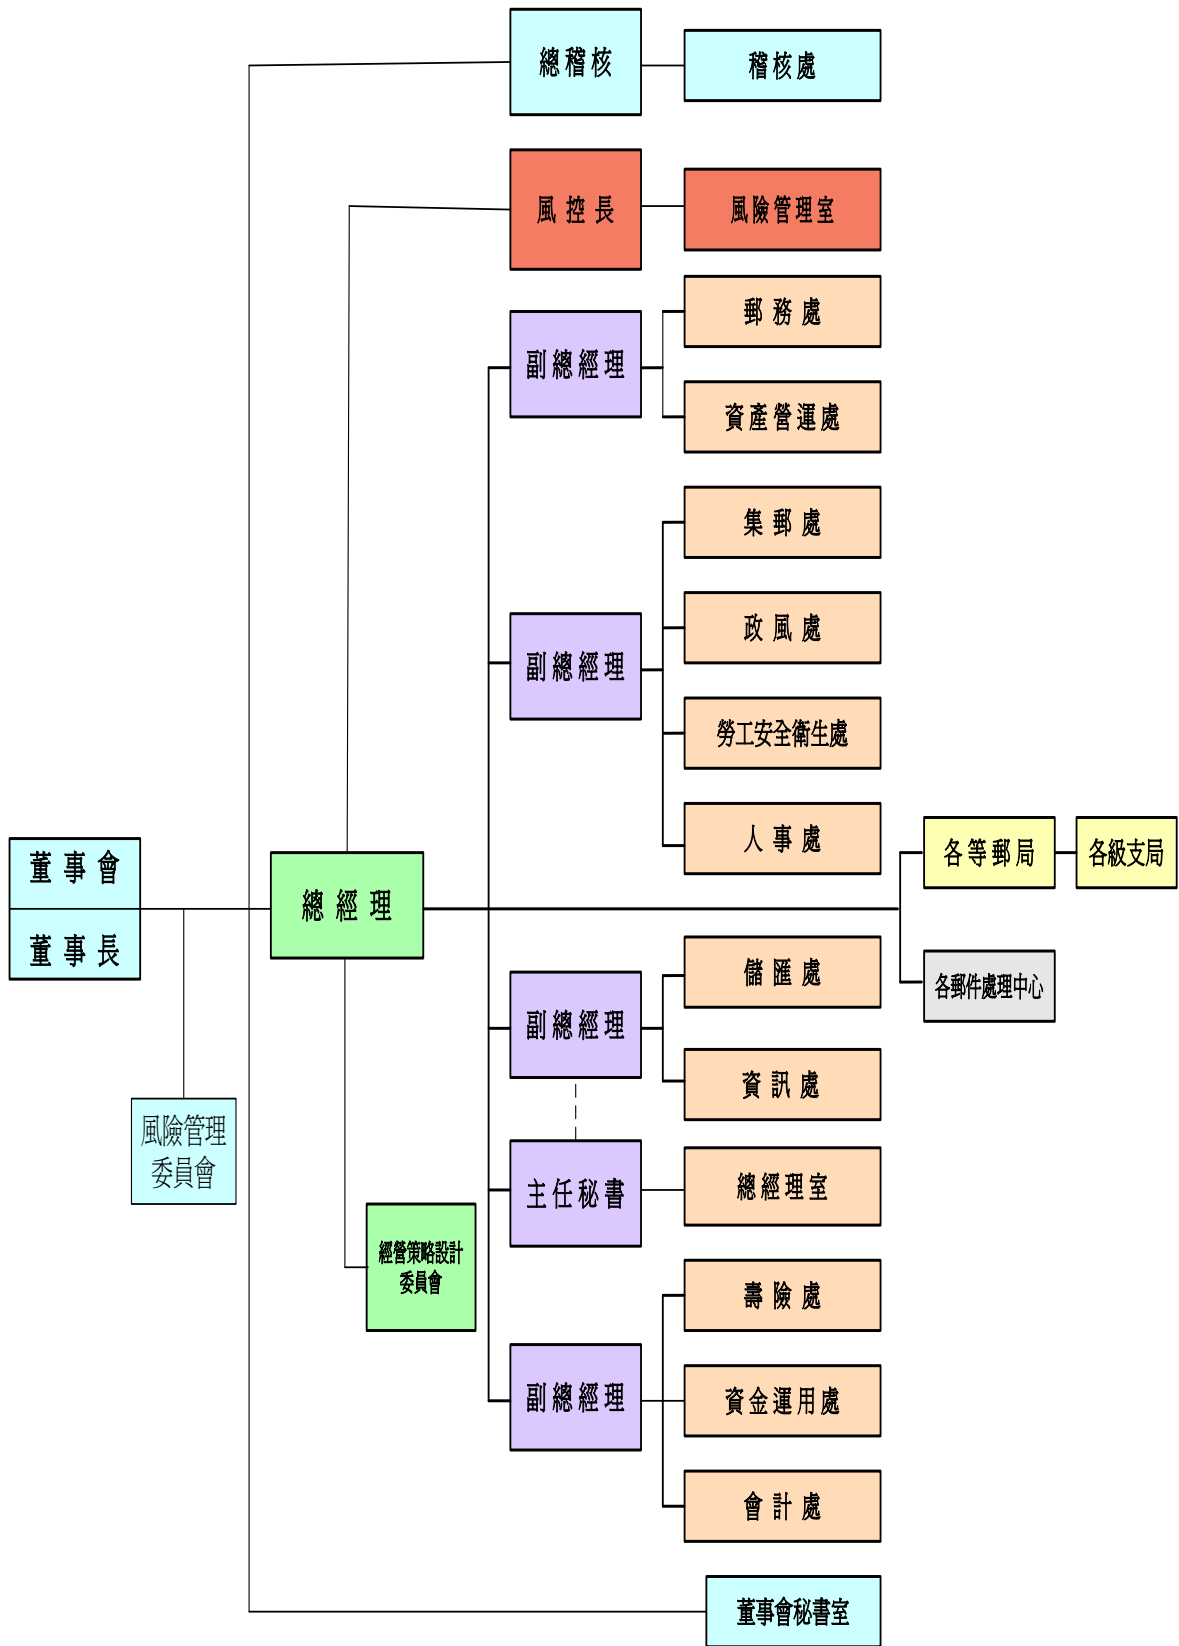 總稽核
稽核處
風控長
風險管理室
郵務處
副總經理
資產營運處
集郵處
政風處
副總經理
勞工安全衛生處
人事處
各等郵局
各級支局
董事會
董事長
總經理
各郵件處理中心
儲匯處
副總經理
資訊處
風險管理
委員會
主任秘書
總經理室
經營策略設計
委員會
壽險處
副總經理
資金運用處
會計處
董事會秘書室